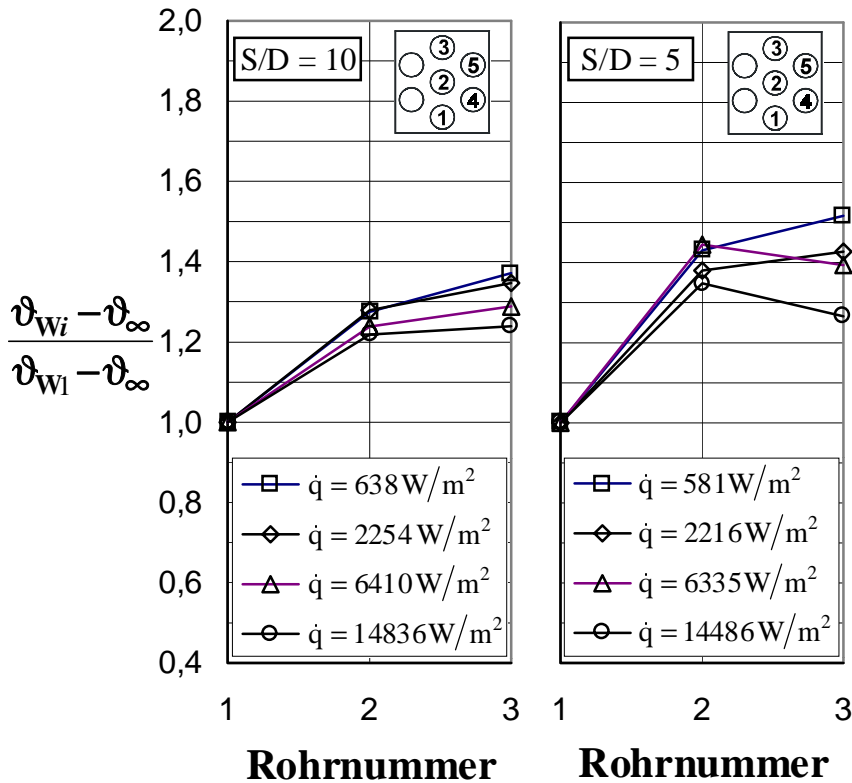 2,0
1,8
1,6
1,4
1,2
1,0
0,8
0,6
0,4
ϑWi − ϑ∞
ϑW1 − ϑ∞
S/D = 10
3
5
2
4
1
q̇ = 638 W/m²
q̇ = 2254 W/m²
q̇ = 6410 W/m²
q̇ = 14836 W/m²
1 2 3
Rohrnummer
S/D = 5
3
5
2
4
1
q̇ = 581 W/m²
q̇ = 2216 W/m²
q̇ = 6335 W/m²
q̇ = 14486 W/m²
1 2 3
Rohrnummer